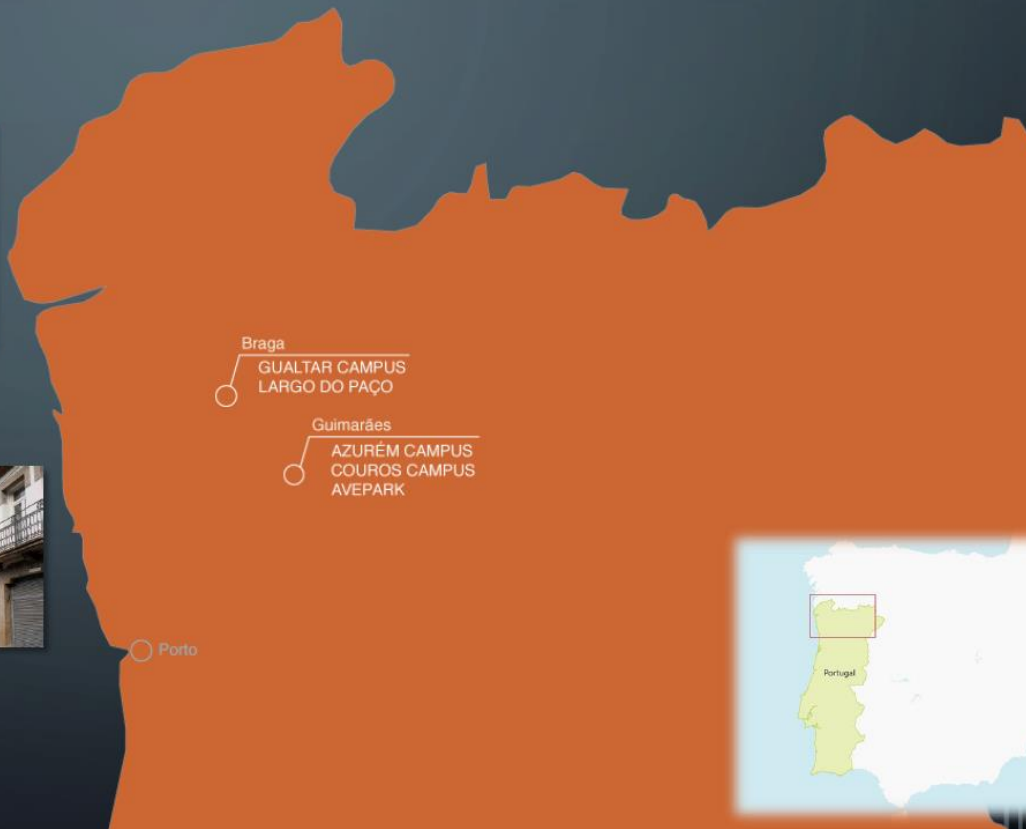 Braga
GUALTAR CAMPUS
LARGO DO PAÇO
Guimarães
AZURÉM CAMPUS
COUROS CAMPUS
AVEPARK
Porto
Portugal